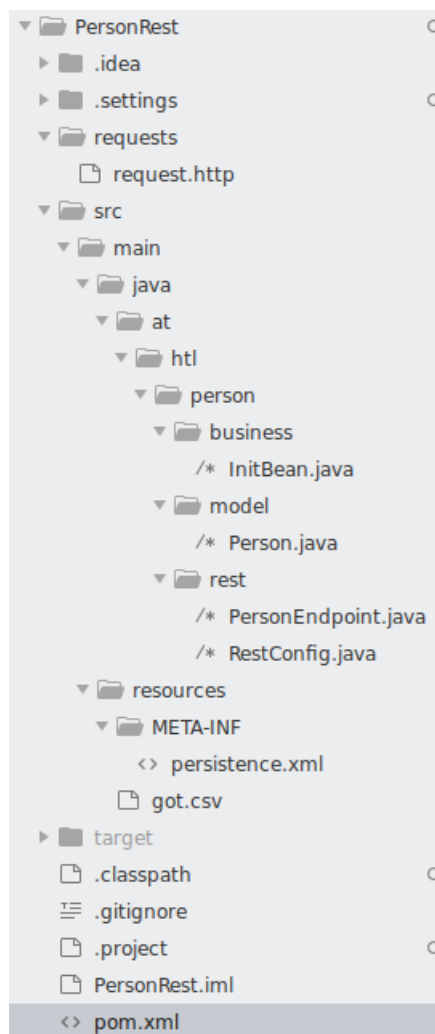 PersonRest
.idea
.settings
requests
request.http
src
main
java
at
htl
person
business
/* InitBean.java
model
/* Person.java
rest
/* PersonEndpoint.java
/* RestConfig.java
resources
META-INF
<> persistence.xml
got.csv
target
.classpath
.gitignore
.project
PersonRest.iml
<> pom.xml